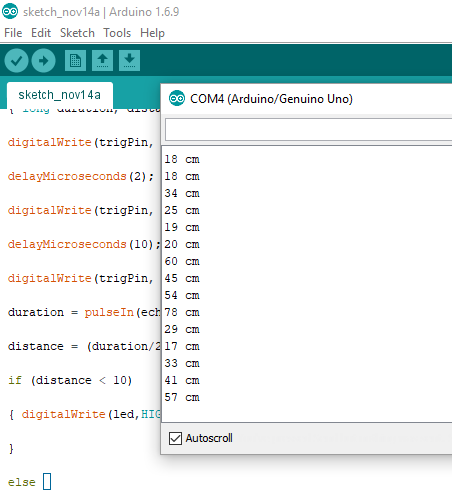 sketch_nov14a | Arduino 1.6.9
File Edit Sketch Tools Help
sketch_nov14a
{ long duration, dista
digitalWrite(trigPin,
delayMicroseconds(2);
digitalWrite(trigPin,
delayMicroseconds(10);
digitalWrite(trigPin,
duration = pulseIn(ech
distance = (duration/2
if (distance < 10)
{ digitalWrite(led,HIG
}
else
COM4 (Arduino/Genuino Uno)
18 cm
18 cm
34 cm
25 cm
19 cm
20 cm
60 cm
45 cm
54 cm
78 cm
29 cm
17 cm
33 cm
41 cm
57 cm
Autoscroll